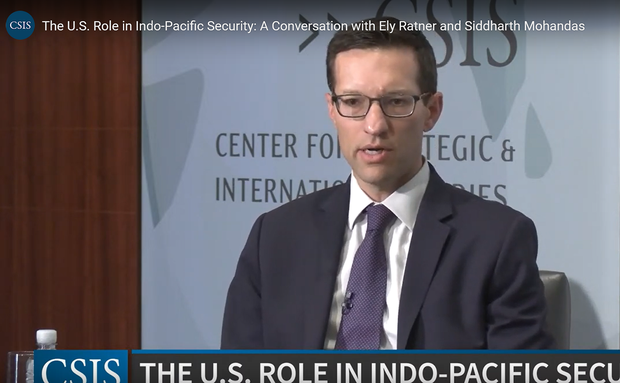 CSIS
The U.S. Role in Indo-Pacific Security: A Conversation with Ely Ratner and Siddharth Mohandas
CSIS
CENTER FO TEGIC &
INTERNATIO IES
CSIS
THE U.S. ROLE IN INDO-PACIFIC SECU